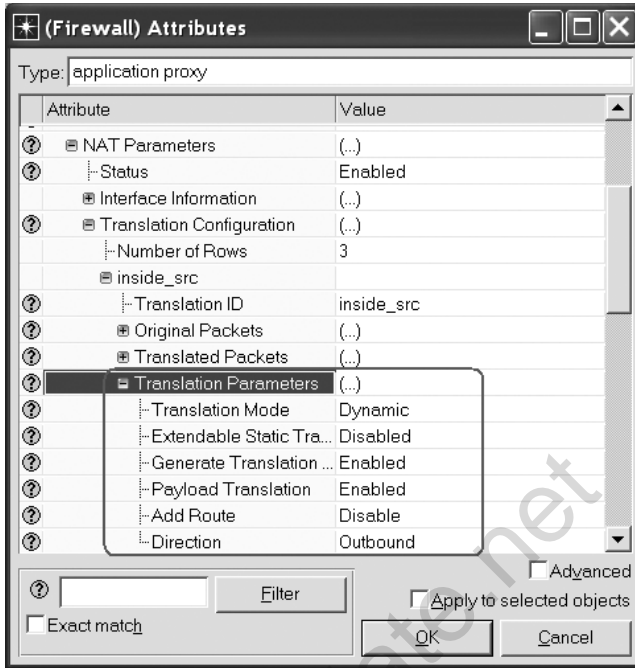 (Firewall) Attributes
Type: application proxy
Attribute Value
NAT Parameters (...)
Status Enabled
Interface Information (...)
Translation Configuration (...)
Number of Rows 3
inside_src
Translation ID inside_src
Original Packets (...)
Translated Packets (...)
Translation Parameters (...)
Translation Mode Dynamic
Extendable Static Tra... Disabled
Generate Translation ... Enabled
Payload Translation Enabled
Add Route Disable
Direction Outbound
Advanced
Filter
Apply to selected objects
Exact match
OK Cancel
ate.net